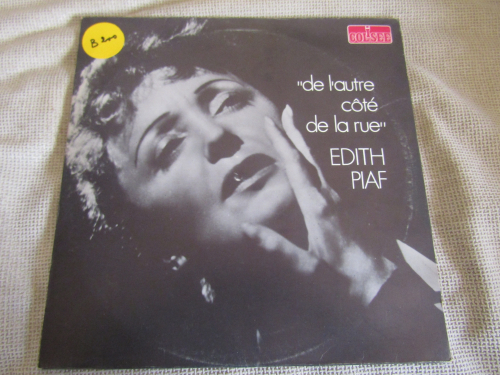 B 200
COLISEE
"de l'autre
côté
de la rue"
EDITH
PIAF